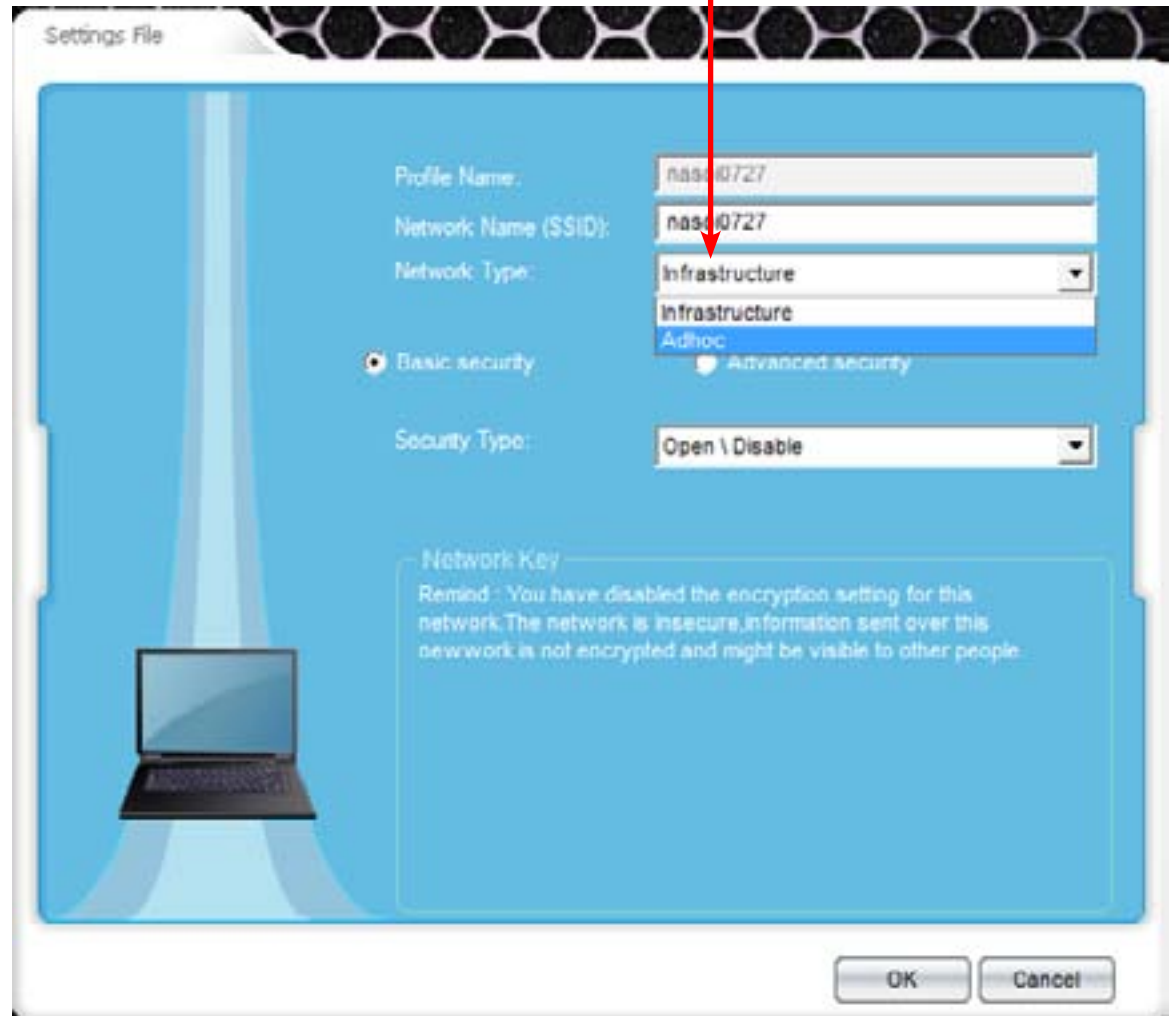 Settings File
Profile Name:
Network Name (SSID):
Network Type: Infrastructure
Infrastructure
Adhoc
Basic security Advanced security
Security Type: Open \ Disable
Network Key
Remind : You have disabled the encryption setting for this
network.The network is insecure,information sent over this
newwork is not encrypted and might be visible to other people
OK Cancel